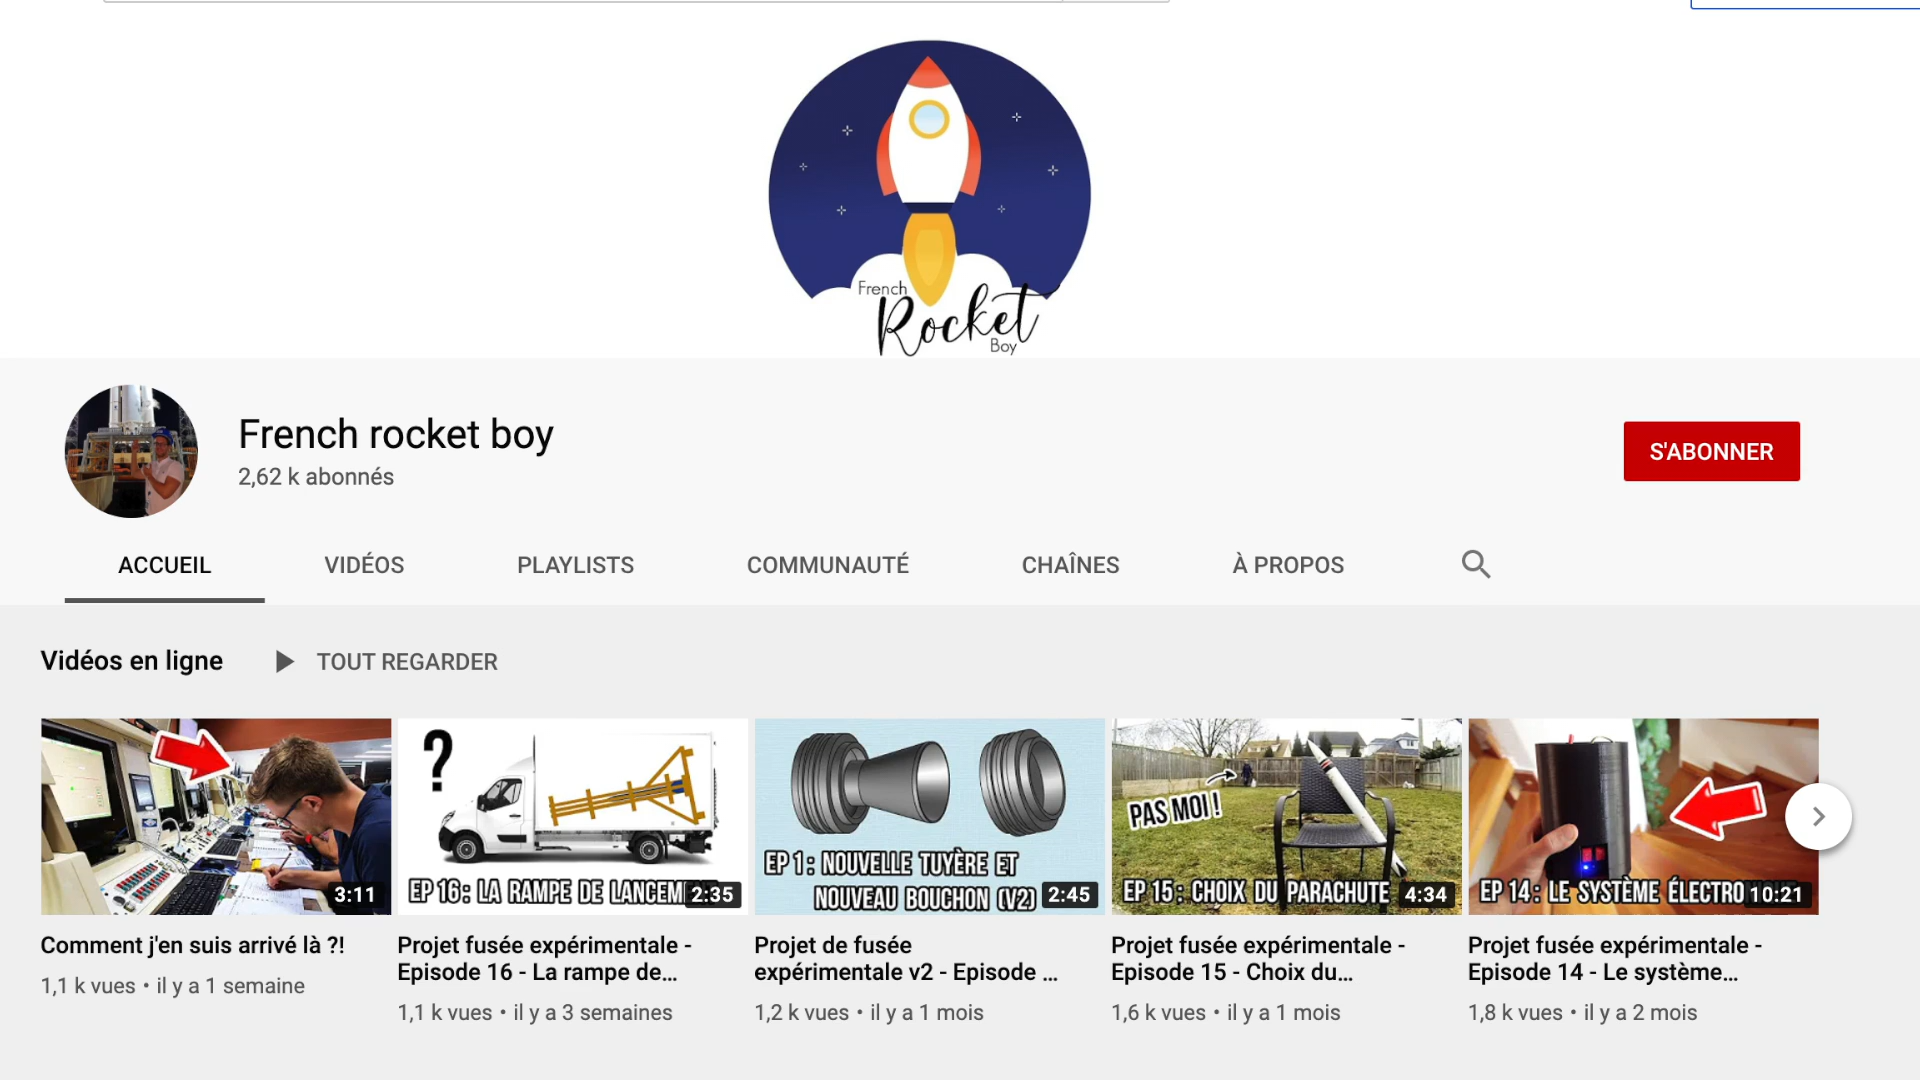 French
Rocket
Boy
French rocket boy
2,62 k abonnés
S'ABONNER
ACCUEIL
VIDÉOS
PLAYLISTS
COMMUNAUTÉ
CHAÎNES
À PROPOS
Vidéos en ligne
TOUT REGARDER
3:11
Comment j'en suis arrivé là ?!
1,1 k vues • il y a 1 semaine
?
EP 16 : LA RAMPE DE LANCEM
2:35
Projet fusée expérimentale -
Episode 16 - La rampe de...
1,1 k vues • il y a 3 semaines
EP 1 : NOUVELLE TUYÈRE ET
NOUVEAU BOUCHON (V2)
2:45
Projet de fusée
expérimentale v2 - Episode ...
1,2 k vues • il y a 1 mois
PAS MOI !
EP 15 : CHOIX DU PARACHUTE
4:34
Projet fusée expérimentale -
Episode 15 - Choix du...
1,6 k vues • il y a 1 mois
EP 14 : LE SYSTÈME ÉLECTRO
10:21
Projet fusée expérimentale -
Episode 14 - Le système...
1,8 k vues • il y a 2 mois